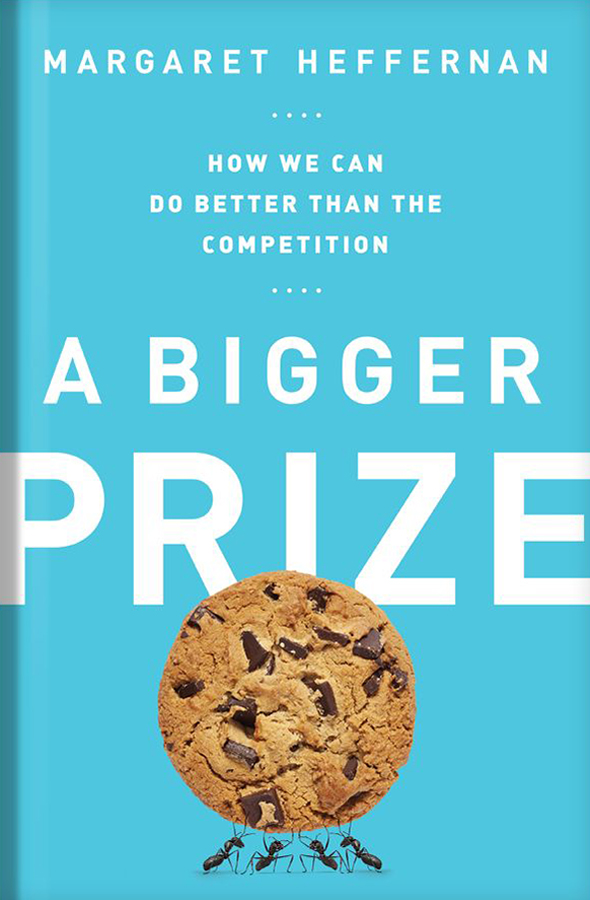 MARGARET HEFFERNAN
HOW WE CAN
DO BETTER THAN THE
COMPETITION
A BIGGER
PRIZE